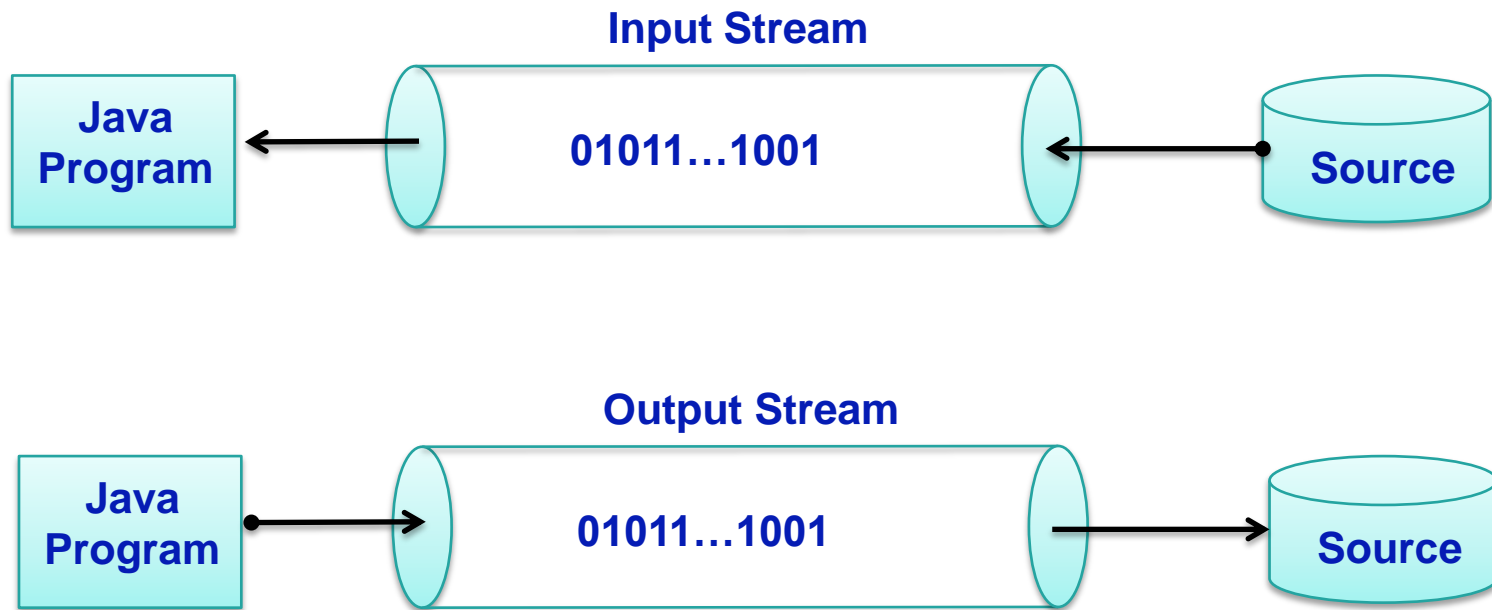 Input Stream
Java
Program
01011…1001
Source
Output Stream
Java
Program
01011…1001
Source